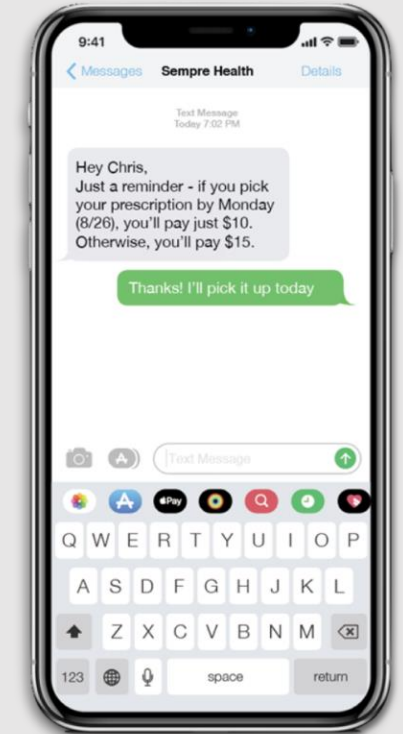 9:41
Messages Sempre Health Details
Text Message
Today 7:02 PM
Hey Chris,
Just a reminder - if you pick
your prescription by Monday
(8/26), you'll pay just $10.
Otherwise, you'll pay $15.
Thanks! I'll pick it up today
Text Message
Pay
Q W E R T Y U I O P
A S D F G H J K L
Z X C V B N M
123 space return